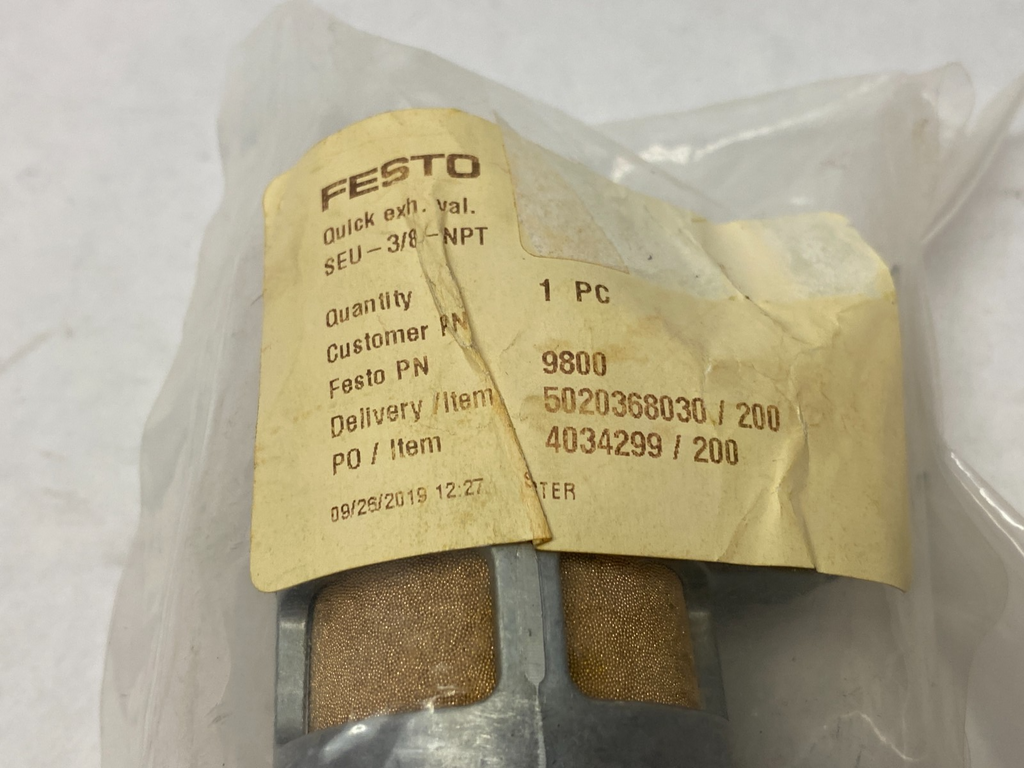 FESTO
Quick exh. val.
SEU-3/8-NPT
Quantity 1 PC
Customer PN
Festo PN 9800
Delivery /Item 5020368030 / 200
PO / Item 4034299 / 200
09/26/2019 12:27